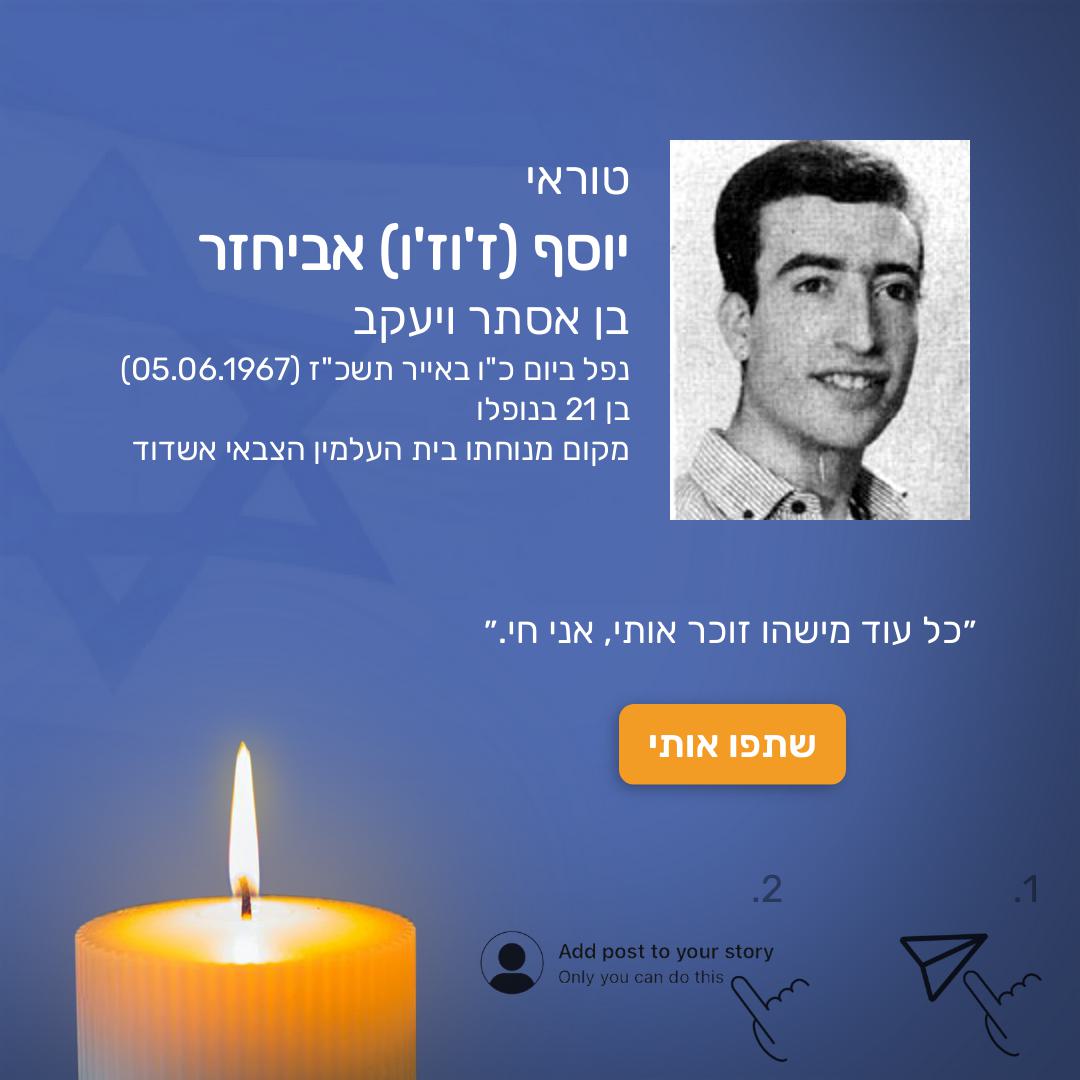 טוראי
יוסף (ז'וז'ו) אביחזר
בן אסתר ויעקב
נפל ביום כ"ו באייר תשכ"ז (05.06.1967)
בן 21 בנופלו
מקום מנוחתו בית העלמין הצבאי אשדוד
״כל עוד מישהו זוכר אותי, אני חי.״
שתפו אותי
1.
2.
Add post to your story
Only you can do this